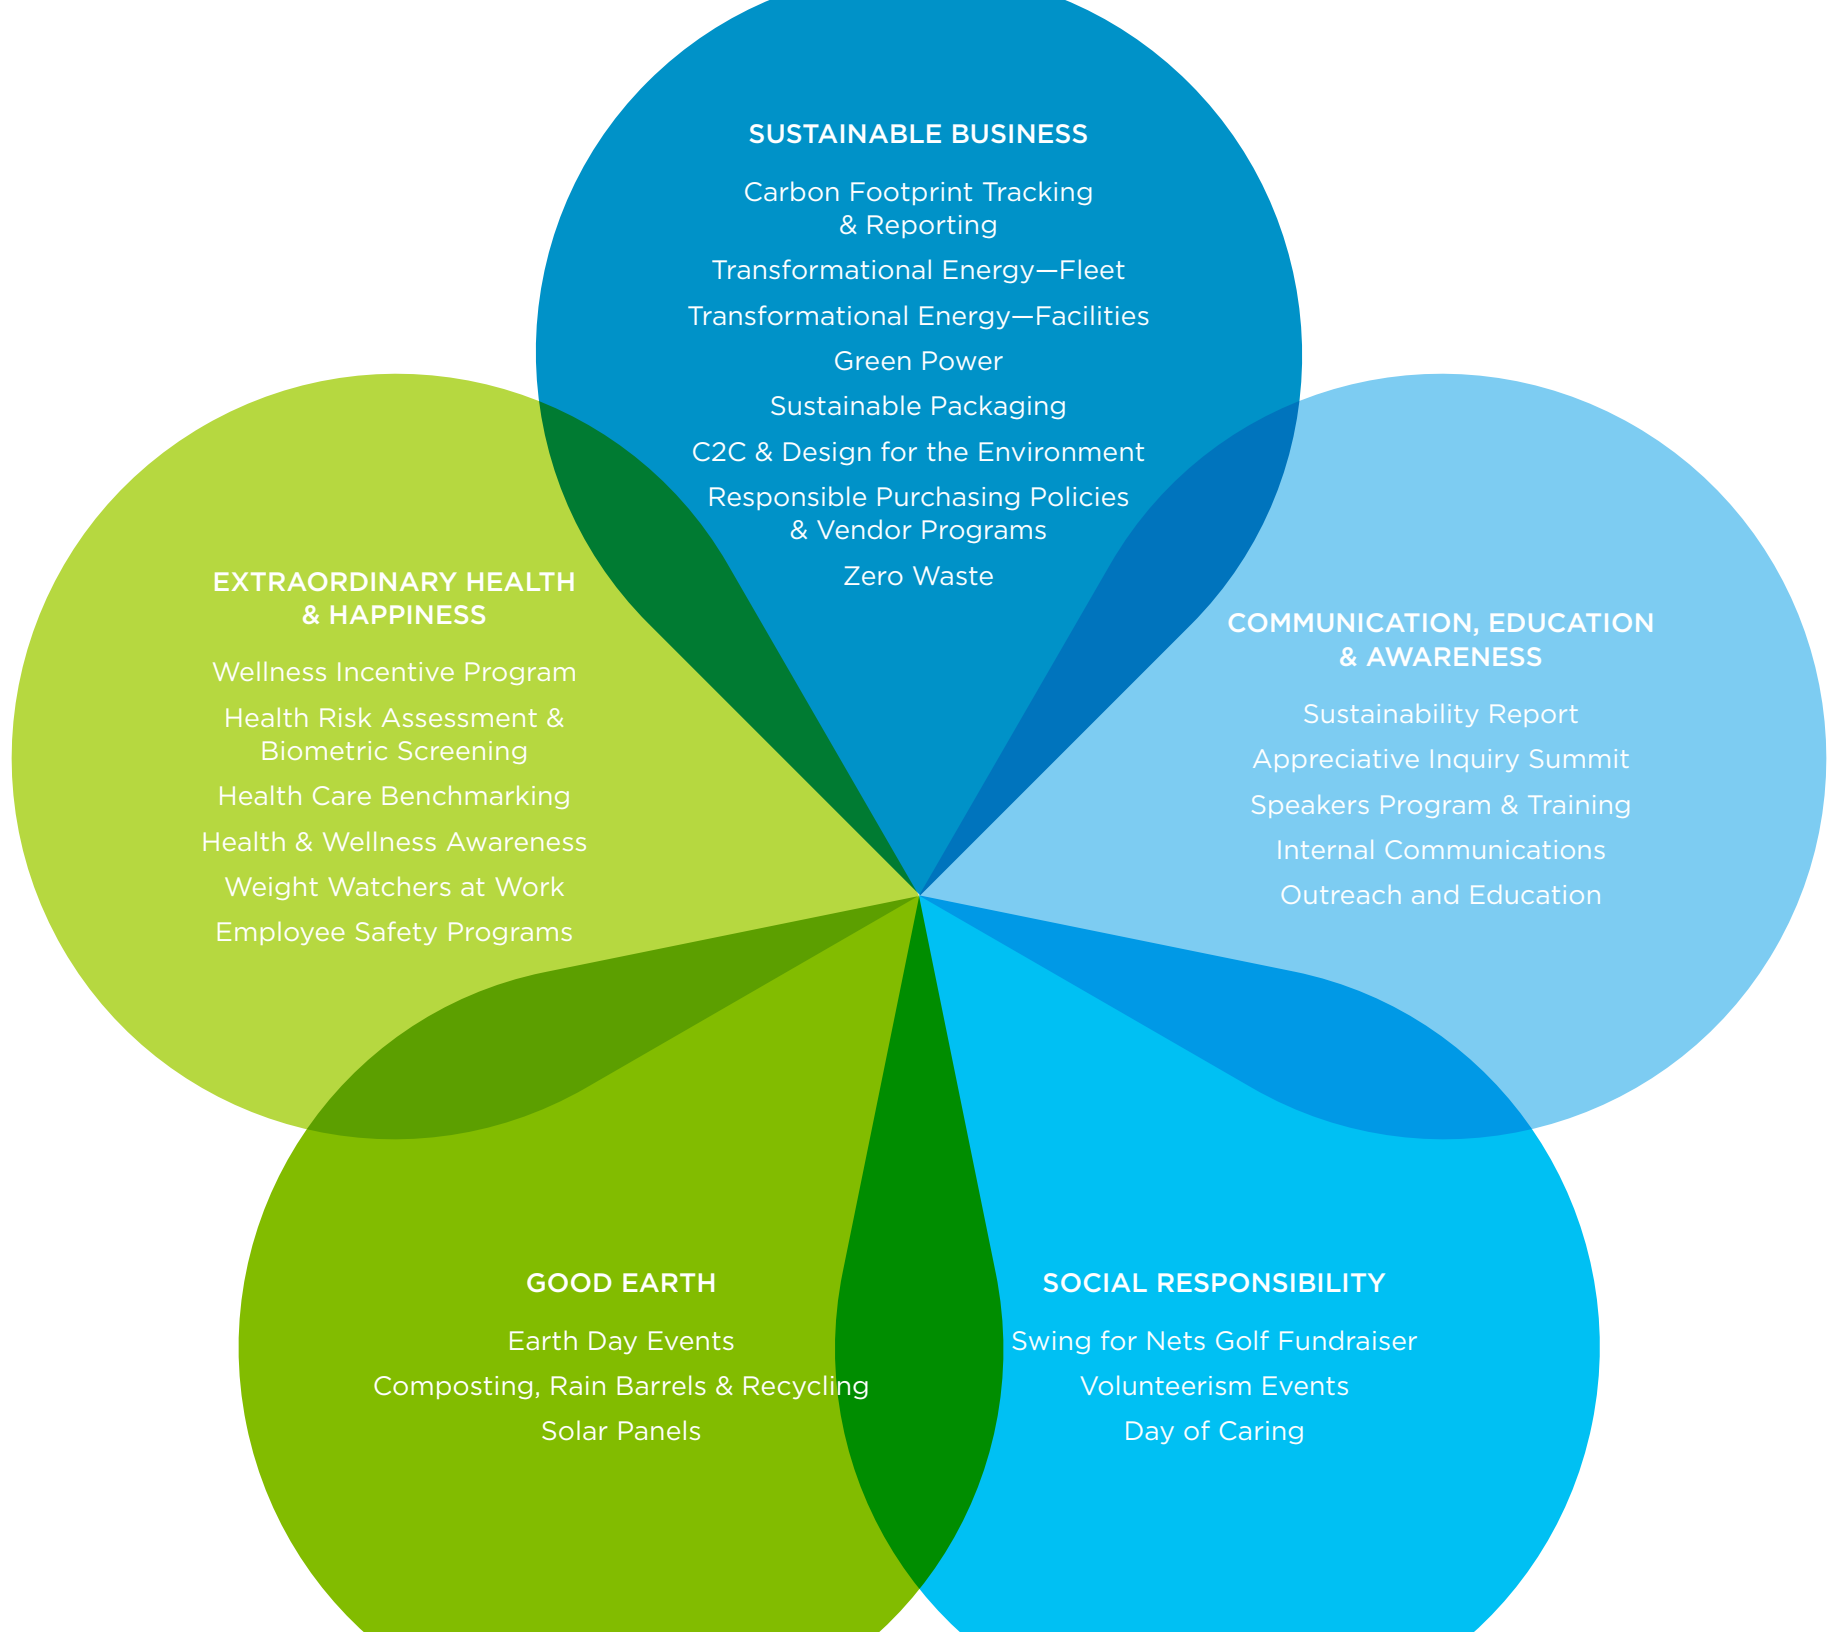 SUSTAINABLE BUSINESS
Carbon Footprint Tracking
& Reporting
Transformational Energy—Fleet
Transformational Energy—Facilities
Green Power
Sustainable Packaging
C2C & Design for the Environment
Responsible Purchasing Policies
& Vendor Programs
Zero Waste
EXTRAORDINARY HEALTH
& HAPPINESS
Wellness Incentive Program
Health Risk Assessment &
Biometric Screening
Health Care Benchmarking
Health & Wellness Awareness
Weight Watchers at Work
Employee Safety Programs
COMMUNICATION, EDUCATION
& AWARENESS
Sustainability Report
Appreciative Inquiry Summit
Speakers Program & Training
Internal Communications
Outreach and Education
GOOD EARTH
Earth Day Events
Composting, Rain Barrels & Recycling
Solar Panels
SOCIAL RESPONSIBILITY
Swing for Nets Golf Fundraiser
Volunteerism Events
Day of Caring